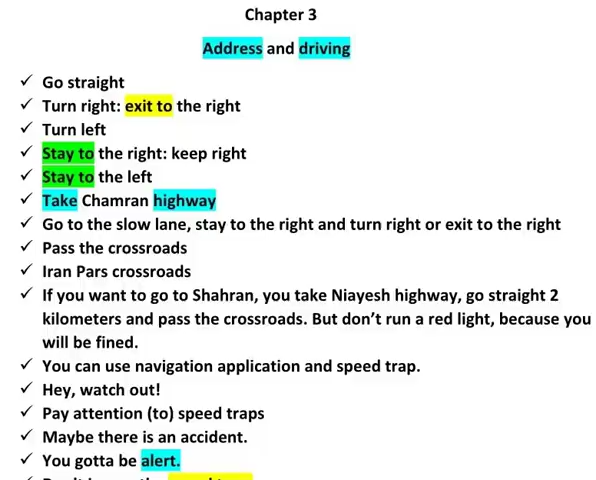 Chapter 3
Address and driving
✓ Go straight
✓ Turn right: exit to the right
✓ Turn left
✓ Stay to the right: keep right
✓ Stay to the left
✓ Take Chamran highway
✓ Go to the slow lane, stay to the right and turn right or exit to the right
✓ Pass the crossroads
✓ Iran Pars crossroads
✓ If you want to go to Shahran, you take Niayesh highway, go straight 2
kilometers and pass the crossroads. But don’t run a red light, because you
will be fined.
✓ You can use navigation application and speed trap.
✓ Hey, watch out!
✓ Pay attention (to) speed traps
✓ Maybe there is an accident.
✓ You gotta be alert.